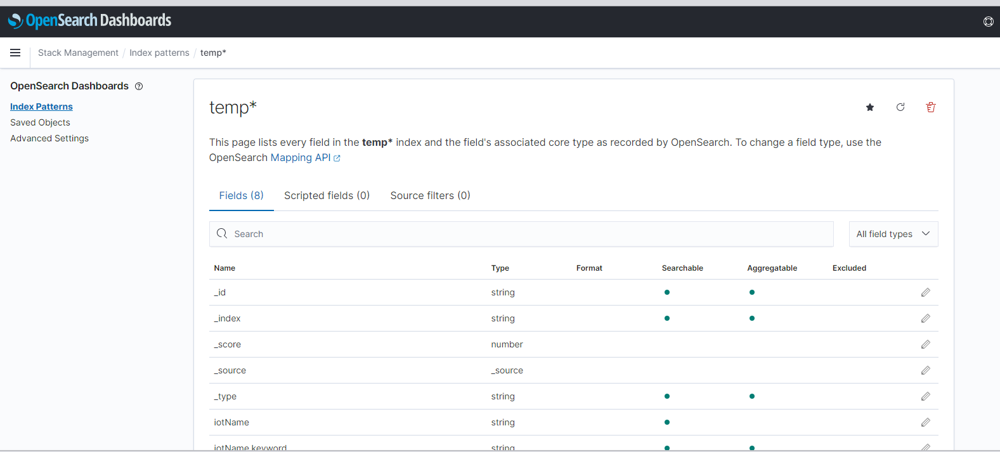 OpenSearch Dashboards
Stack Management / Index patterns / temp*
OpenSearch Dashboards
Index Patterns
Saved Objects
Advanced Settings
temp*
This page lists every field in the temp* index and the field's associated core type as recorded by OpenSearch. To change a field type, use the
OpenSearch Mapping API
Fields (8) Scripted fields (0) Source filters (0)
Search All field types
Name Type Format Searchable Aggregatable Excluded
_id string
_index string
_score number
_source _source
_type string
iotName string
iotName.keyword string